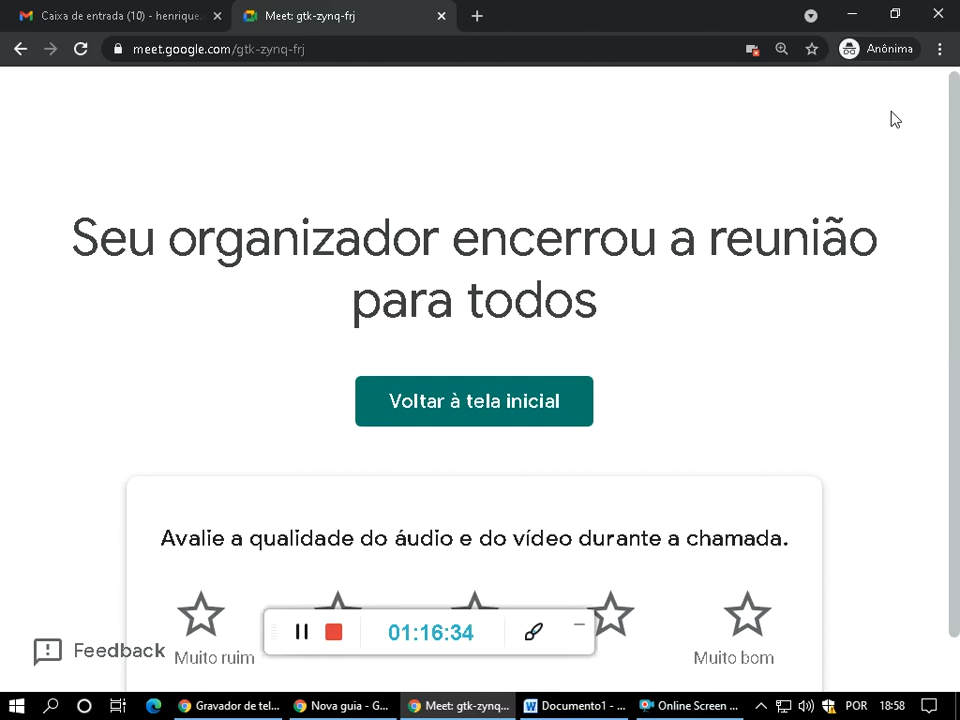 Caixa de entrada (10) - henrique.
Meet: gtk-zynq-frj
meet.google.com/gtk-zynq-frj
Anônima
Seu organizador encerrou a reunião
para todos
Voltar à tela inicial
Avalie a qualidade do áudio e do vídeo durante a chamada.
01:16:34
Feedback
Muito ruim
Muito bom
Gravador de tel...
Nova guia - G...
Meet: gtk-zynq...
Documento1 - ...
Online Screen ...
POR
18:58